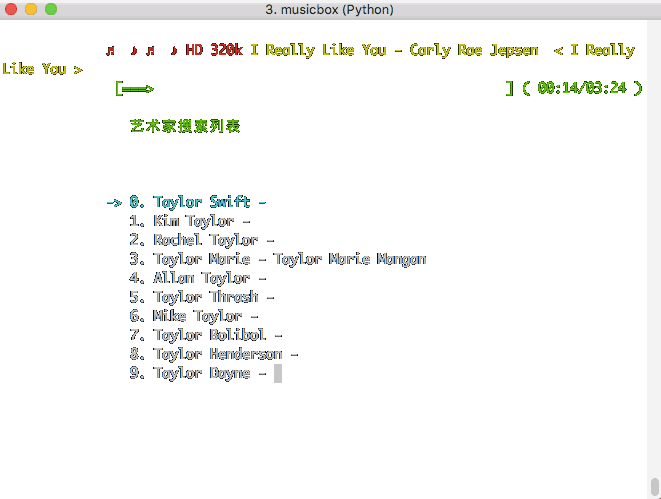 3. musicbox (Python)
♬ ♪ ♬ ♪ HD 320k I Really Like You - Carly Rae Jepsen < I Really
Like You >
[═══> ] ( 00:14/03:24 )
艺术家搜索列表
-> 0. Taylor Swift -
1. Kim Taylor -
2. Rachel Taylor -
3. Taylor Marie - Taylor Marie Mangan
4. Allan Taylor -
5. Taylor Thrash -
6. Mike Taylor -
7. Taylor Bolibol -
8. Taylor Henderson -
9. Taylor Dayne -